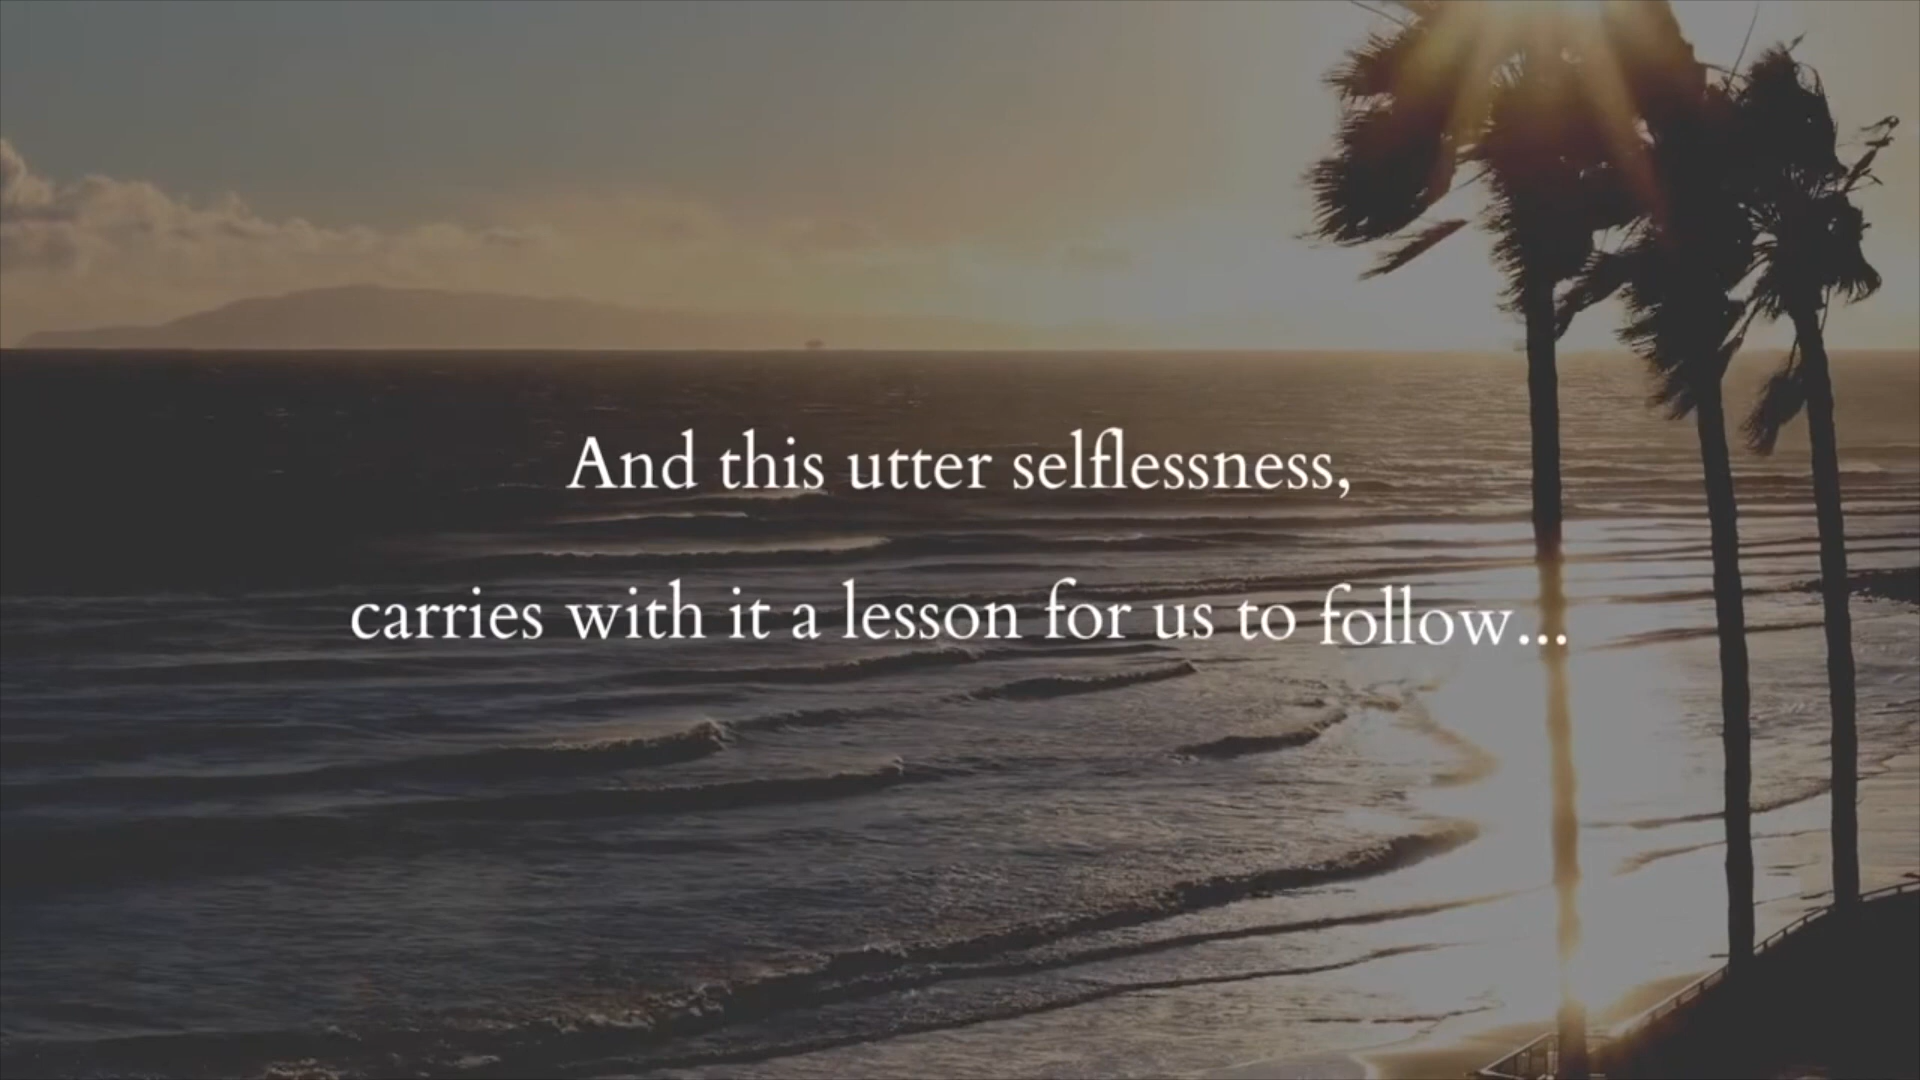 And this utter selflessness,
carries with it a lesson for us to follow...